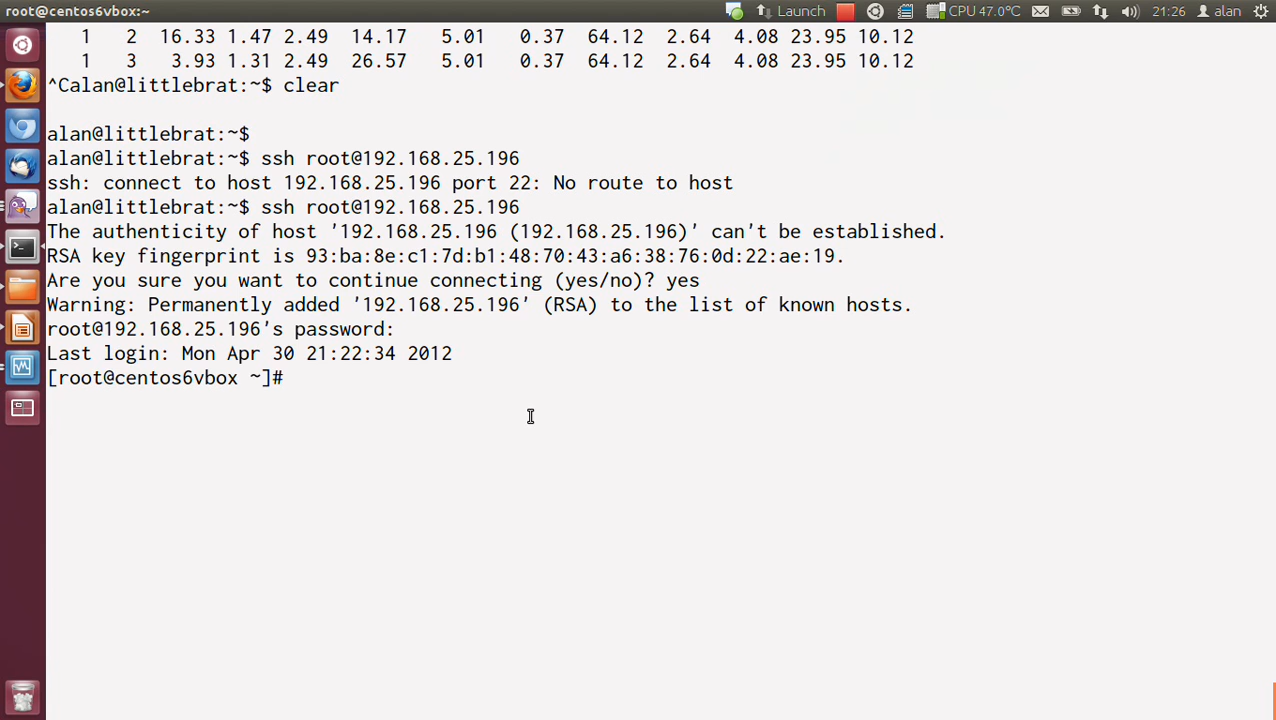 root@centos6vbox:~ Launch CPU 47.0°C 21:26 alan
1 2 16.33 1.47 2.49 14.17 5.01 0.37 64.12 2.64 4.08 23.95 10.12
1 3 3.93 1.31 2.49 26.57 5.01 0.37 64.12 2.64 4.08 23.95 10.12
^Calan@littlebrat:~$ clear
alan@littlebrat:~$
alan@littlebrat:~$ ssh root@192.168.25.196
ssh: connect to host 192.168.25.196 port 22: No route to host
alan@littlebrat:~$ ssh root@192.168.25.196
The authenticity of host '192.168.25.196 (192.168.25.196)' can't be established.
RSA key fingerprint is 93:ba:8e:c1:7d:b1:48:70:43:a6:38:76:0d:22:ae:19.
Are you sure you want to continue connecting (yes/no)? yes
Warning: Permanently added '192.168.25.196' (RSA) to the list of known hosts.
root@192.168.25.196's password:
Last login: Mon Apr 30 21:22:34 2012
[root@centos6vbox ~]#